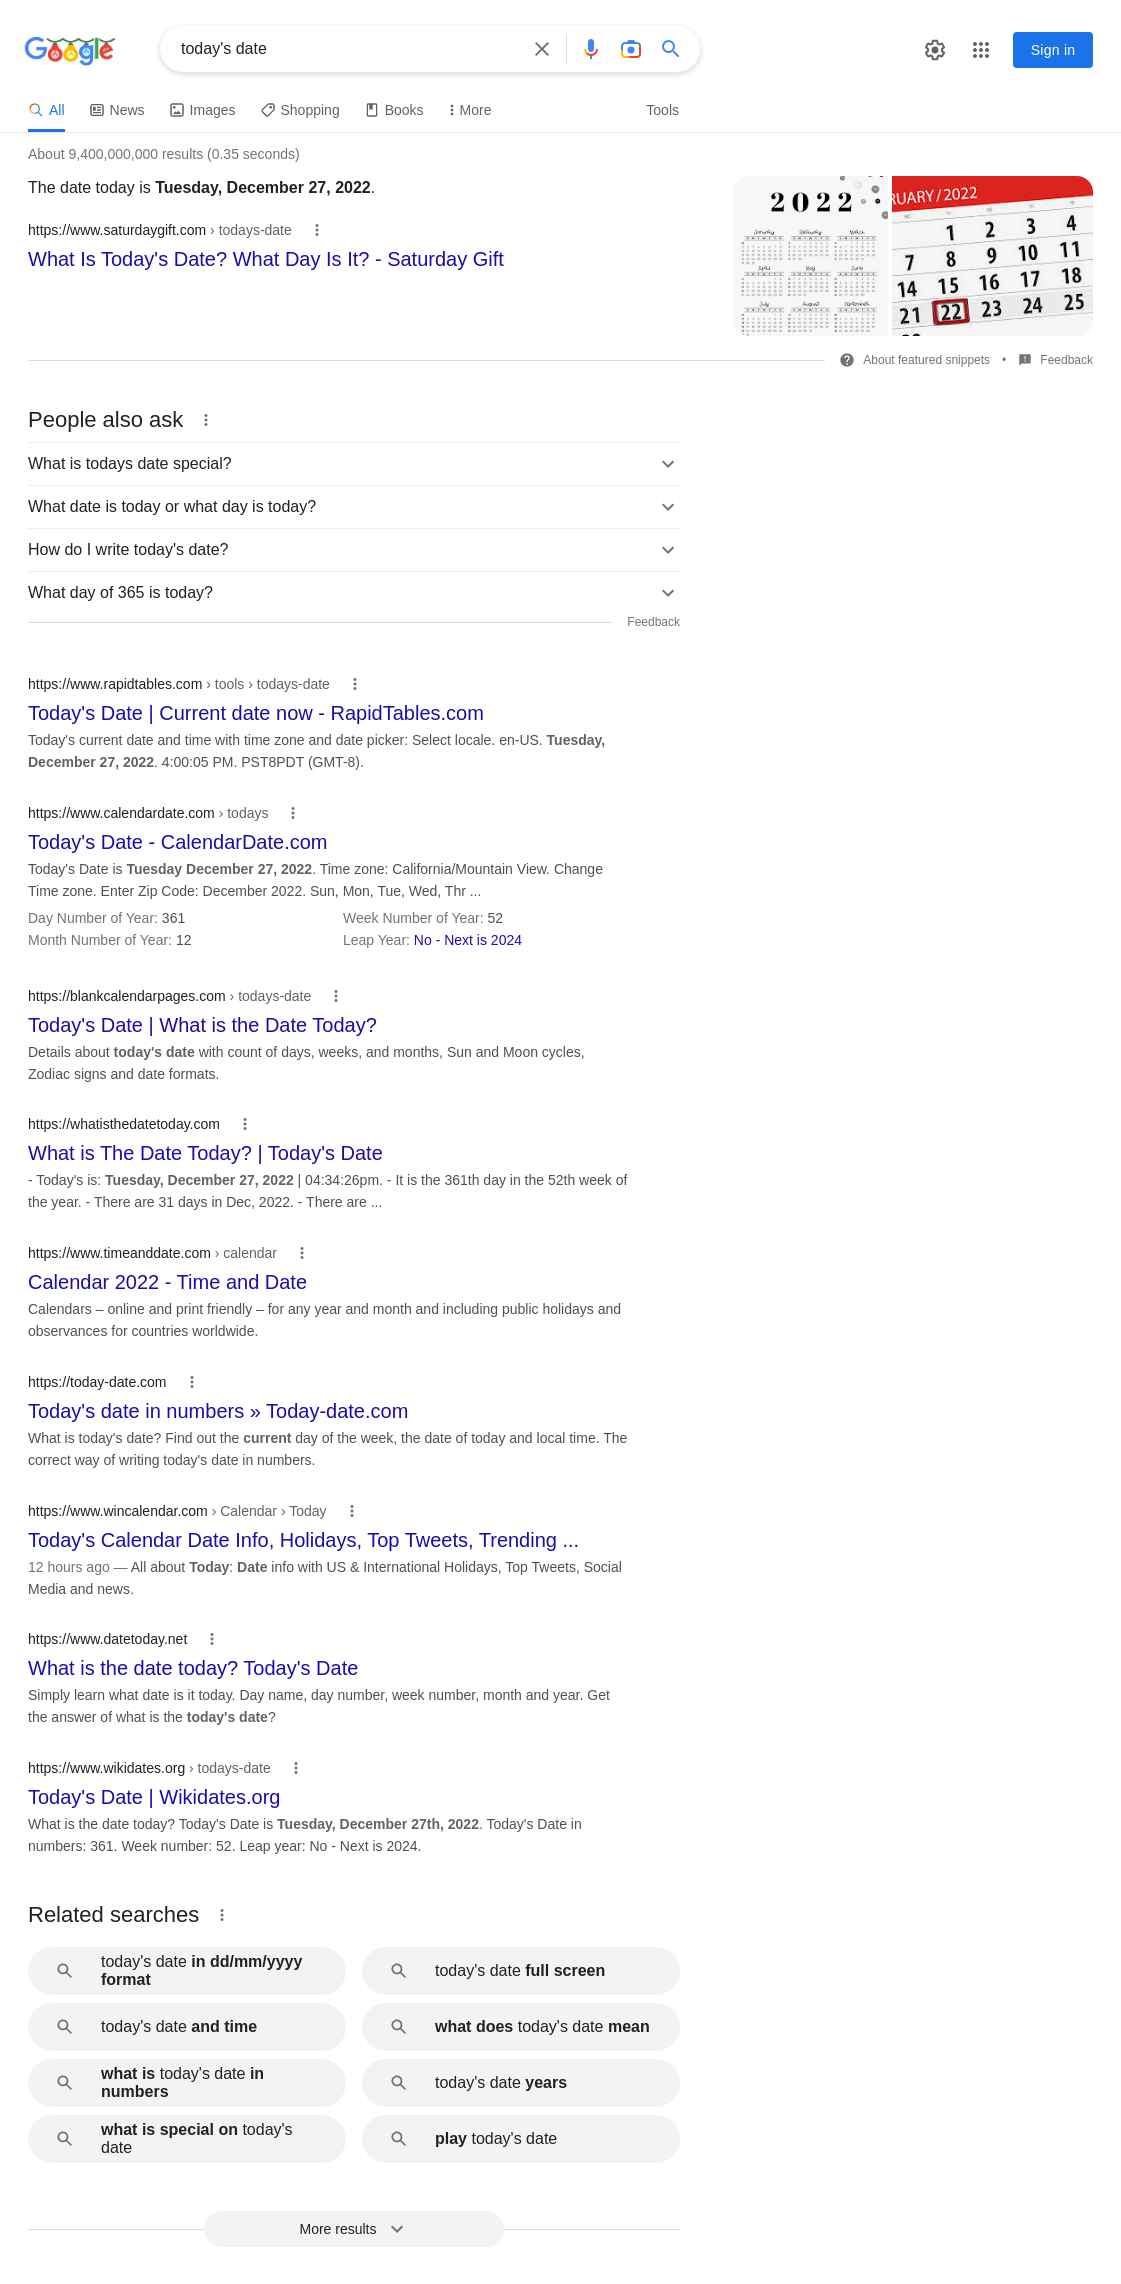 Google
today's date
Sign in
All
News
Images
Shopping
Books
More
Tools
About 9,400,000,000 results (0.35 seconds)
The date today is Tuesday, December 27, 2022.
https://www.saturdaygift.com › todays-date
What Is Today's Date? What Day Is It? - Saturday Gift
2022
January
February
March
April
May
June
July
August
September
RUARY / 2022
1 2 3 4
7 8 9 10 11
14 15 16 17 18
21 22 23 24 25
About featured snippets • Feedback
People also ask
What is todays date special?
What date is today or what day is today?
How do I write today's date?
What day of 365 is today?
Feedback
https://www.rapidtables.com › tools › todays-date
Today's Date | Current date now - RapidTables.com
Today's current date and time with time zone and date picker: Select locale. en-US. Tuesday,
December 27, 2022. 4:00:05 PM. PST8PDT (GMT-8).
https://www.calendardate.com › todays
Today's Date - CalendarDate.com
Today's Date is Tuesday December 27, 2022. Time zone: California/Mountain View. Change
Time zone. Enter Zip Code: December 2022. Sun, Mon, Tue, Wed, Thr ...
Day Number of Year: 361
Week Number of Year: 52
Month Number of Year: 12
Leap Year: No - Next is 2024
https://blankcalendarpages.com › todays-date
Today's Date | What is the Date Today?
Details about today's date with count of days, weeks, and months, Sun and Moon cycles,
Zodiac signs and date formats.
https://whatisthedatetoday.com
What is The Date Today? | Today's Date
- Today's is: Tuesday, December 27, 2022 | 04:34:26pm. - It is the 361th day in the 52th week of
the year. - There are 31 days in Dec, 2022. - There are ...
https://www.timeanddate.com › calendar
Calendar 2022 - Time and Date
Calendars – online and print friendly – for any year and month and including public holidays and
observances for countries worldwide.
https://today-date.com
Today's date in numbers » Today-date.com
What is today's date? Find out the current day of the week, the date of today and local time. The
correct way of writing today's date in numbers.
https://www.wincalendar.com › Calendar › Today
Today's Calendar Date Info, Holidays, Top Tweets, Trending ...
12 hours ago — All about Today: Date info with US & International Holidays, Top Tweets, Social
Media and news.
https://www.datetoday.net
What is the date today? Today's Date
Simply learn what date is it today. Day name, day number, week number, month and year. Get
the answer of what is the today's date?
https://www.wikidates.org › todays-date
Today's Date | Wikidates.org
What is the date today? Today's Date is Tuesday, December 27th, 2022. Today's Date in
numbers: 361. Week number: 52. Leap year: No - Next is 2024.
Related searches
today's date in dd/mm/yyyy
format
today's date full screen
today's date and time
what does today's date mean
what is today's date in
numbers
today's date years
what is special on today's
date
play today's date
More results